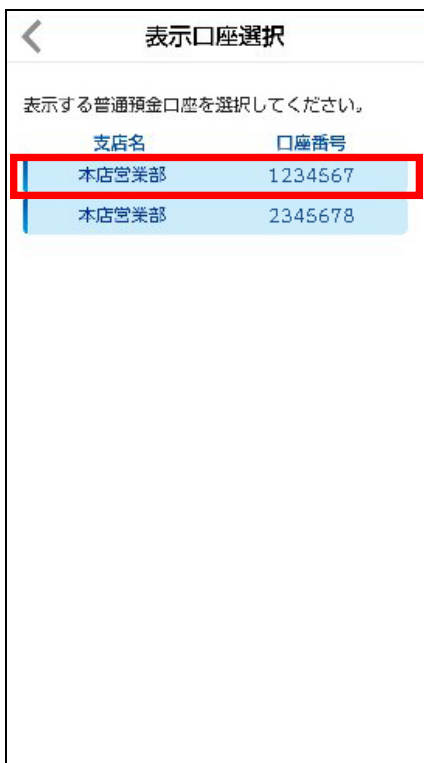 表示口座選択
表示する普通預金口座を選択してください。
支店名 口座番号
本店営業部 1234567
本店営業部 2345678